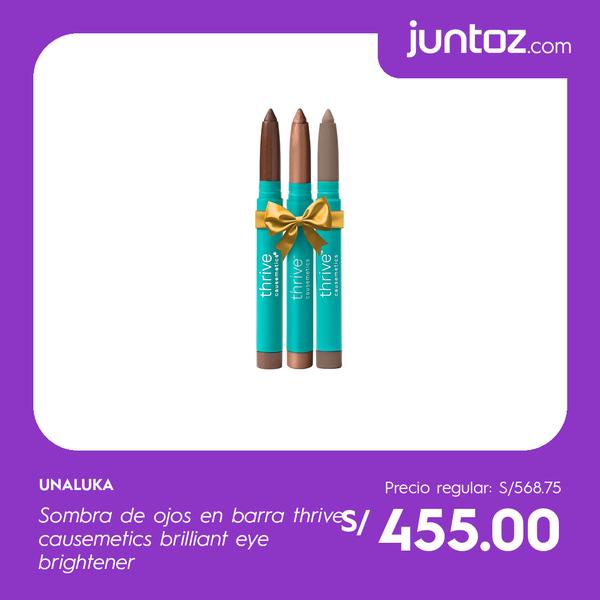 juntoz.com
thrive
causemetics
thrive
causemetics
thrive
causemetics
UNALUKA
Sombra de ojos en barra thrive
causemetics brilliant eye
brightener
Precio regular: S/568.75
S/ 455.00